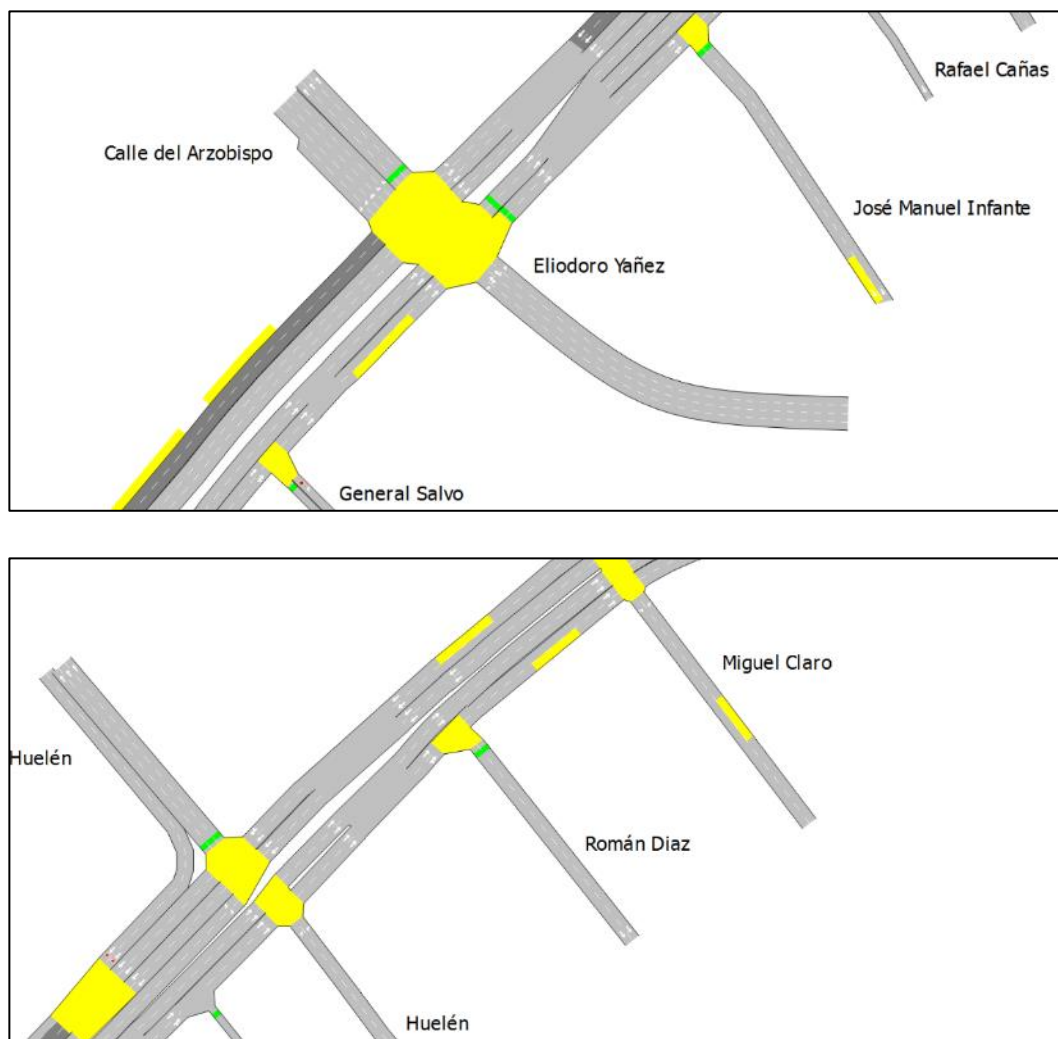 Rafael Cañas
Calle del Arzobispo
José Manuel Infante
Eliodoro Yañez
General Salvo
Miguel Claro
Huelén
Román Diaz
Huelén